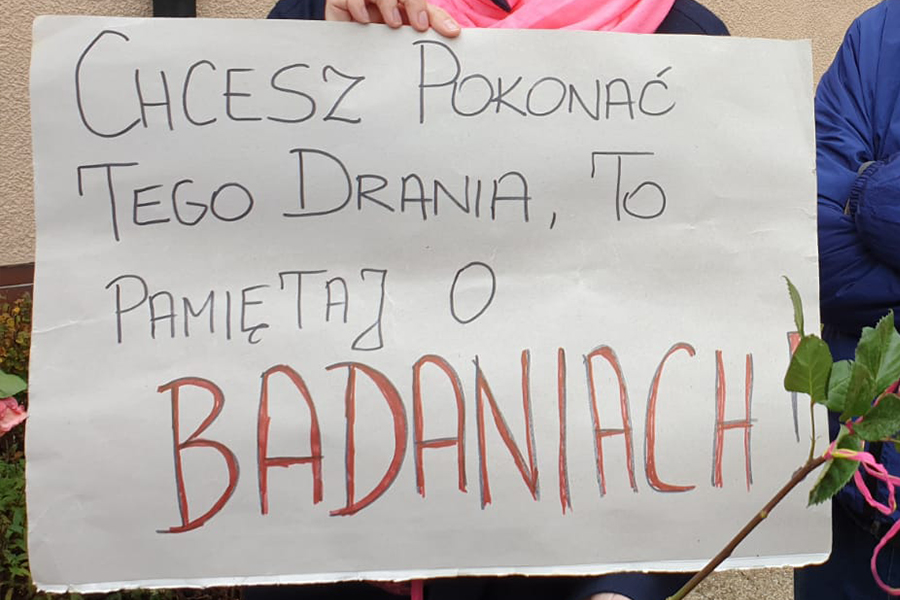 CHCESZ POKONAĆ
TEGO DRANIA, TO
PAMIĘTAJ O
BADANIACH!